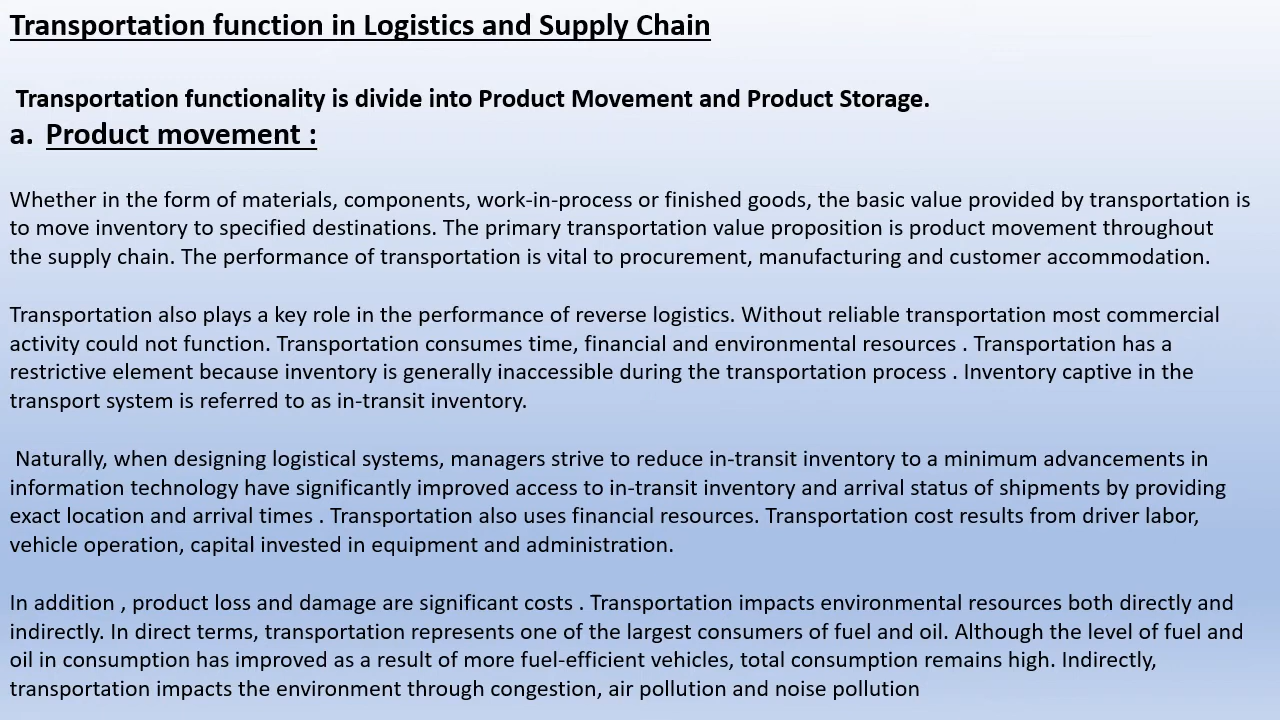 Transportation function in Logistics and Supply Chain
Transportation functionality is divide into Product Movement and Product Storage.
a. Product movement :
Whether in the form of materials, components, work-in-process or finished goods, the basic value provided by transportation is
to move inventory to specified destinations. The primary transportation value proposition is product movement throughout
the supply chain. The performance of transportation is vital to procurement, manufacturing and customer accommodation.
Transportation also plays a key role in the performance of reverse logistics. Without reliable transportation most commercial
activity could not function. Transportation consumes time, financial and environmental resources . Transportation has a
restrictive element because inventory is generally inaccessible during the transportation process . Inventory captive in the
transport system is referred to as in-transit inventory.
Naturally, when designing logistical systems, managers strive to reduce in-transit inventory to a minimum advancements in
information technology have significantly improved access to in-transit inventory and arrival status of shipments by providing
exact location and arrival times . Transportation also uses financial resources. Transportation cost results from driver labor,
vehicle operation, capital invested in equipment and administration.
In addition , product loss and damage are significant costs . Transportation impacts environmental resources both directly and
indirectly. In direct terms, transportation represents one of the largest consumers of fuel and oil. Although the level of fuel and
oil in consumption has improved as a result of more fuel-efficient vehicles, total consumption remains high. Indirectly,
transportation impacts the environment through congestion, air pollution and noise pollution